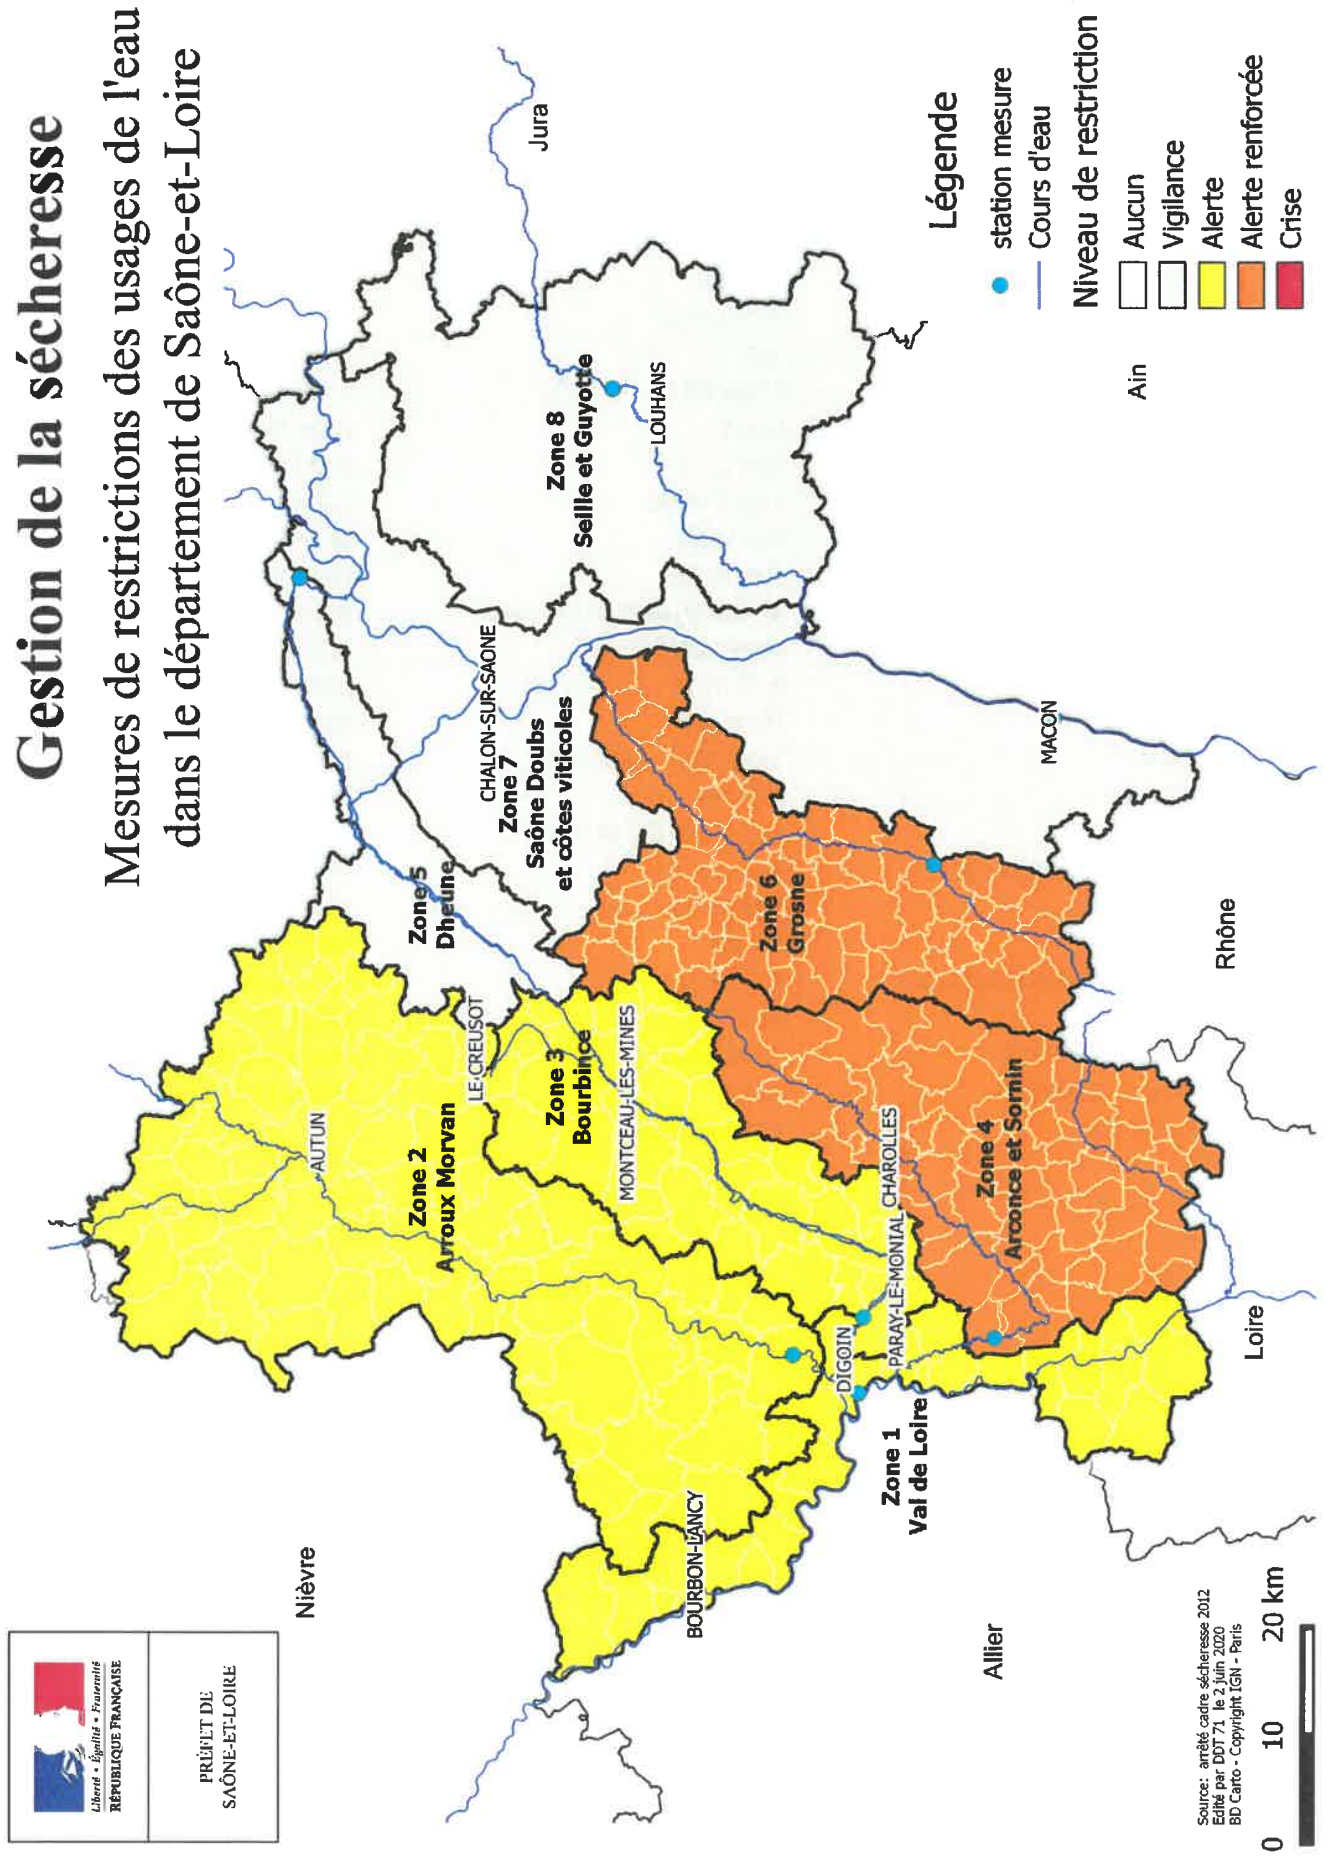 Gestion de la sécheresse
Mesures de restrictions des usages de l'eau
dans le département de Saône-et-Loire
Liberté • Égalité • Fraternité
RÉPUBLIQUE FRANÇAISE
PRÉFET DE
SAÔNE-ET-LOIRE
Nièvre
Jura
AUTUN
Zone 2
Arroux Morvan
LE CREUSOT
Zone 5
Dheune
CHALON-SUR-SAONE
Zone 7
Saône Doubs
et côtes viticoles
Zone 8
Seille et Guyotte
LOUHANS
Zone 3
Bourbince
MONTCEAU-LES-MINES
BOURBON-LANCY
Zone 6
Grosne
DIGOIN
PARAY-LE-MONIAL
CHAROLLES
Zone 1
Val de Loire
Zone 4
Arconce et Sornin
MACON
Allier
Loire
Rhône
Ain
Légende
station mesure
Cours d'eau
Niveau de restriction
Aucun
Vigilance
Alerte
Alerte renforcée
Crise
Source: arrêté cadre sécheresse 2012
Edité par DDT 71 le 2 juin 2020
BD Carto - Copyright IGN - Paris
0 10 20 km